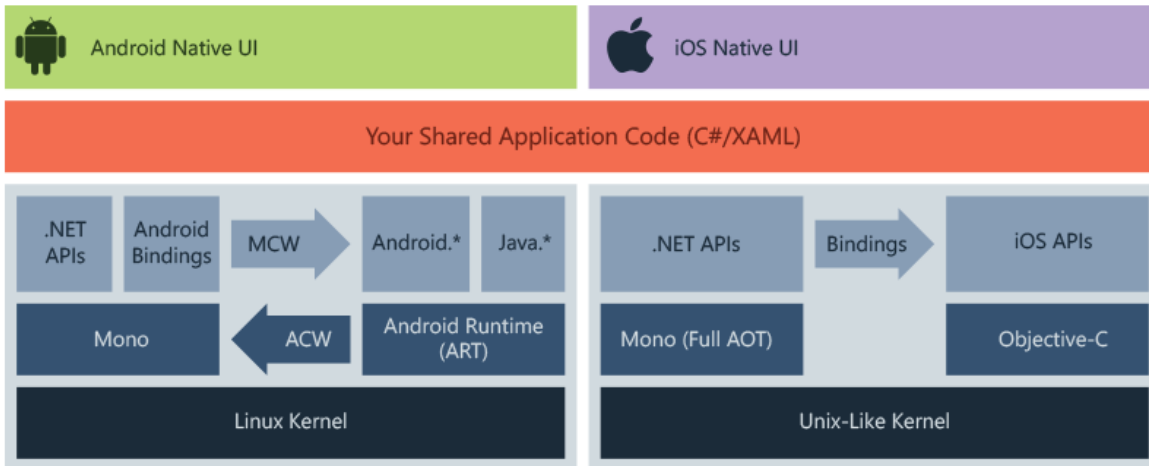 Android Native UI
iOS Native UI
Your Shared Application Code (C#/XAML)
.NET
APIs
Android
Bindings
MCW
Android.*
Java.*
Mono
ACW
Android Runtime
(ART)
Linux Kernel
.NET APIs
Bindings
iOS APIs
Mono (Full AOT)
Objective-C
Unix-Like Kernel